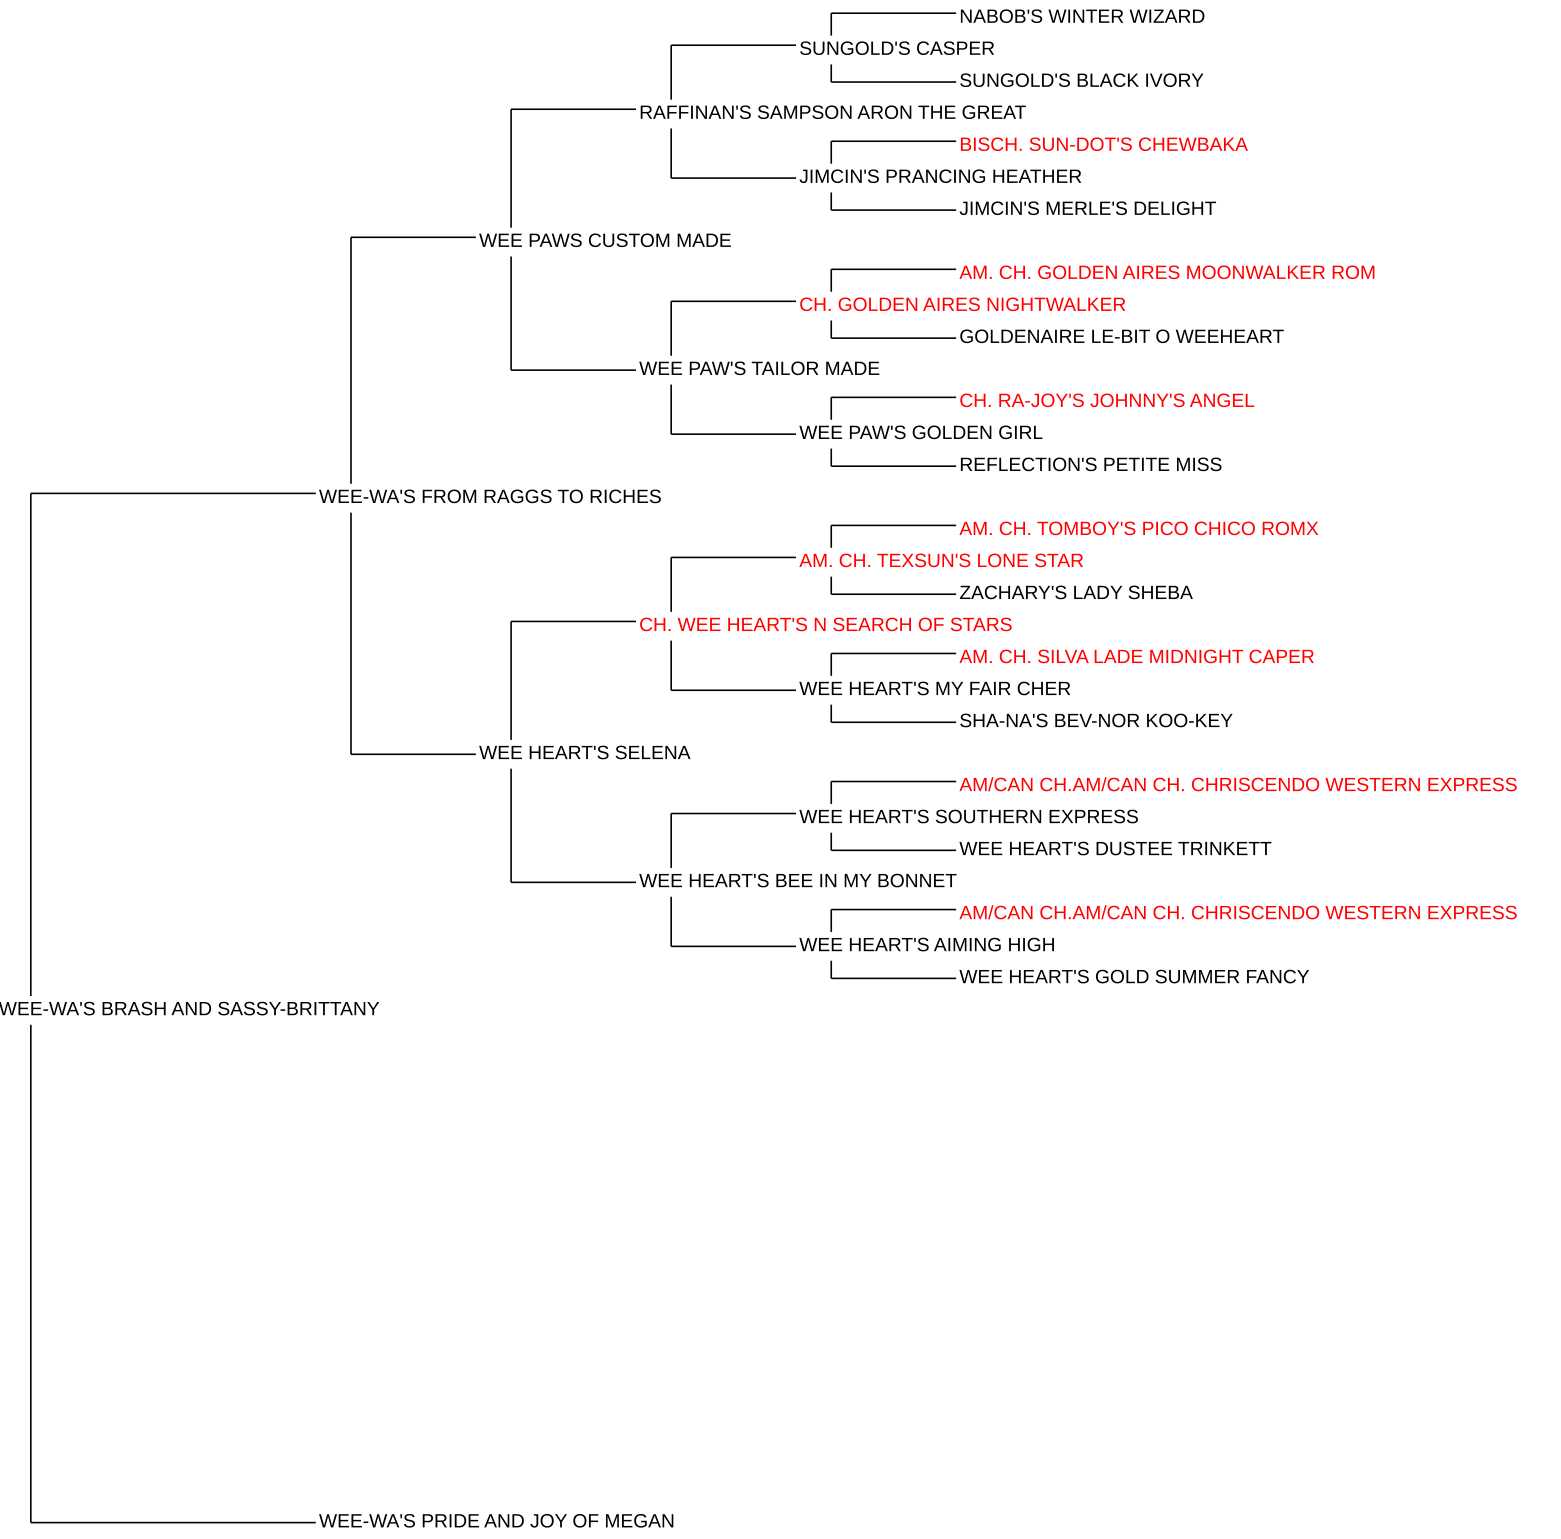 NABOB'S WINTER WIZARD
SUNGOLD'S CASPER
SUNGOLD'S BLACK IVORY
RAFFINAN'S SAMPSON ARON THE GREAT
BISCH. SUN-DOT'S CHEWBAKA
JIMCIN'S PRANCING HEATHER
JIMCIN'S MERLE'S DELIGHT
WEE PAWS CUSTOM MADE
AM. CH. GOLDEN AIRES MOONWALKER ROM
CH. GOLDEN AIRES NIGHTWALKER
GOLDENAIRE LE-BIT O WEEHEART
WEE PAW'S TAILOR MADE
CH. RA-JOY'S JOHNNY'S ANGEL
WEE PAW'S GOLDEN GIRL
REFLECTION'S PETITE MISS
WEE-WA'S FROM RAGGS TO RICHES
AM. CH. TOMBOY'S PICO CHICO ROMX
AM. CH. TEXSUN'S LONE STAR
ZACHARY'S LADY SHEBA
CH. WEE HEART'S N SEARCH OF STARS
AM. CH. SILVA LADE MIDNIGHT CAPER
WEE HEART'S MY FAIR CHER
SHA-NA'S BEV-NOR KOO-KEY
WEE HEART'S SELENA
AM/CAN CH.AM/CAN CH. CHRISCENDO WESTERN EXPRESS
WEE HEART'S SOUTHERN EXPRESS
WEE HEART'S DUSTEE TRINKETT
WEE HEART'S BEE IN MY BONNET
AM/CAN CH.AM/CAN CH. CHRISCENDO WESTERN EXPRESS
WEE HEART'S AIMING HIGH
WEE HEART'S GOLD SUMMER FANCY
WEE-WA'S BRASH AND SASSY-BRITTANY
WEE-WA'S PRIDE AND JOY OF MEGAN